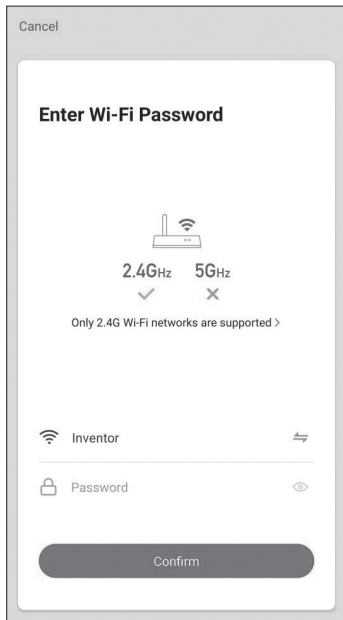 Cancel
Enter Wi-Fi Password
2.4GHz 5GHz
Only 2.4G Wi-Fi networks are supported >
Inventor
Password
Confirm